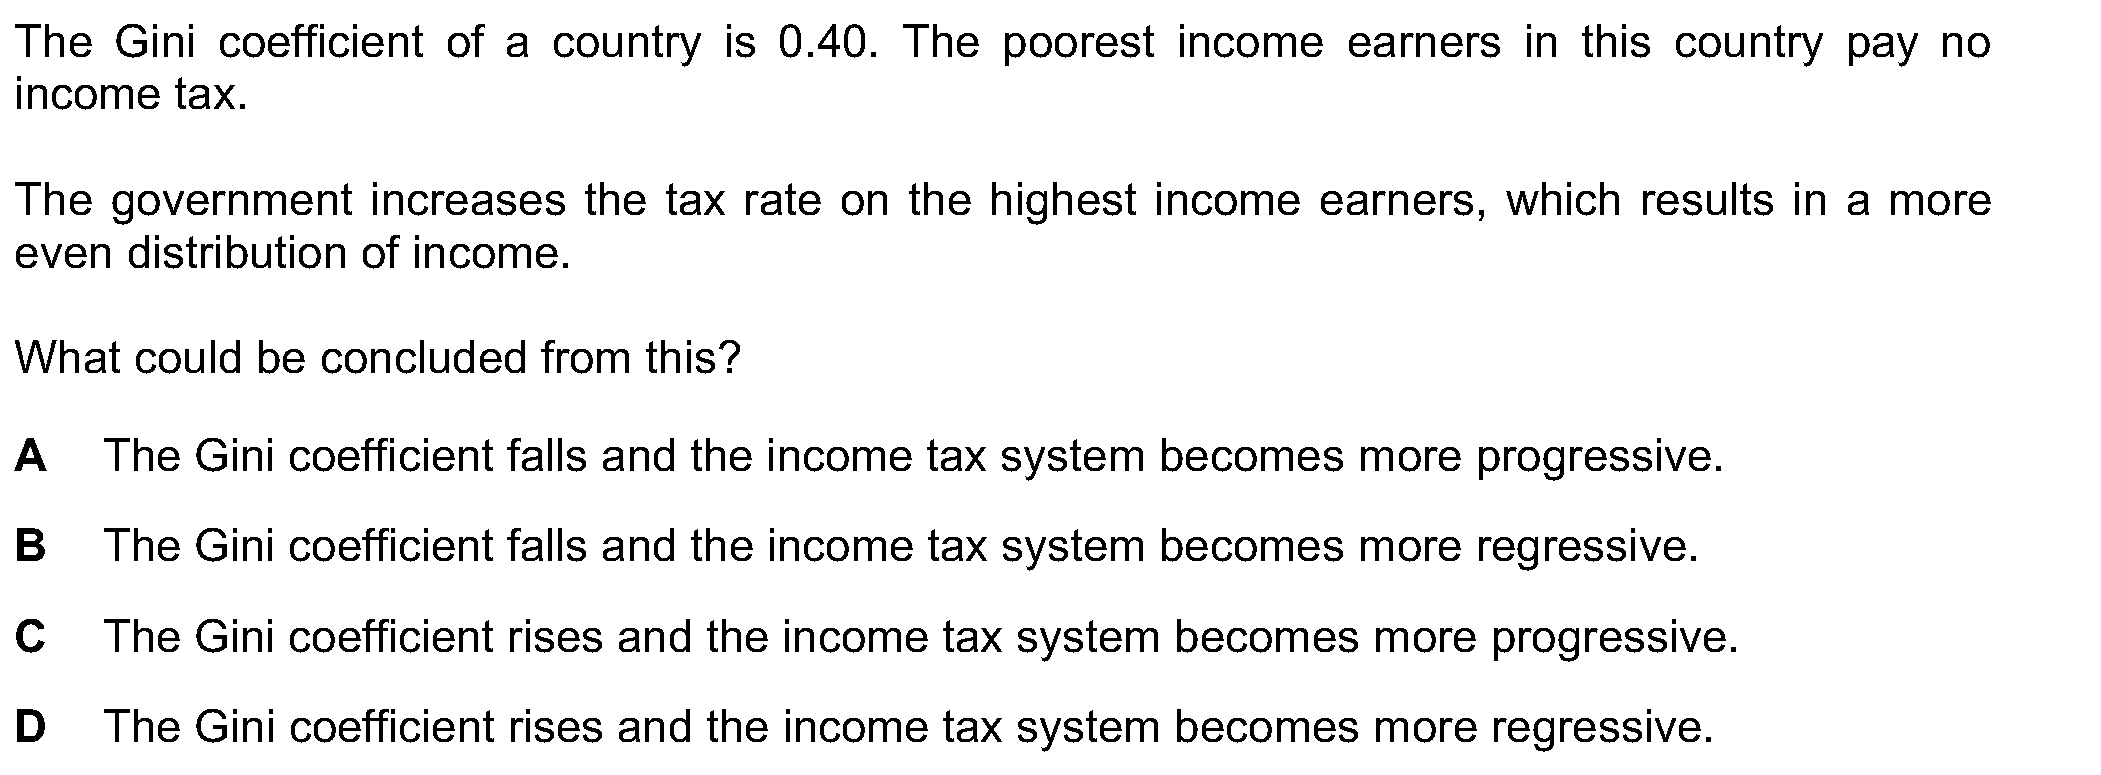 The Gini coefficient of a country is 0.40. The poorest income earners in this country pay no
income tax.
The government increases the tax rate on the highest income earners, which results in a more
even distribution of income.
What could be concluded from this?
A The Gini coefficient falls and the income tax system becomes more progressive.
B The Gini coefficient falls and the income tax system becomes more regressive.
C The Gini coefficient rises and the income tax system becomes more progressive.
D The Gini coefficient rises and the income tax system becomes more regressive.